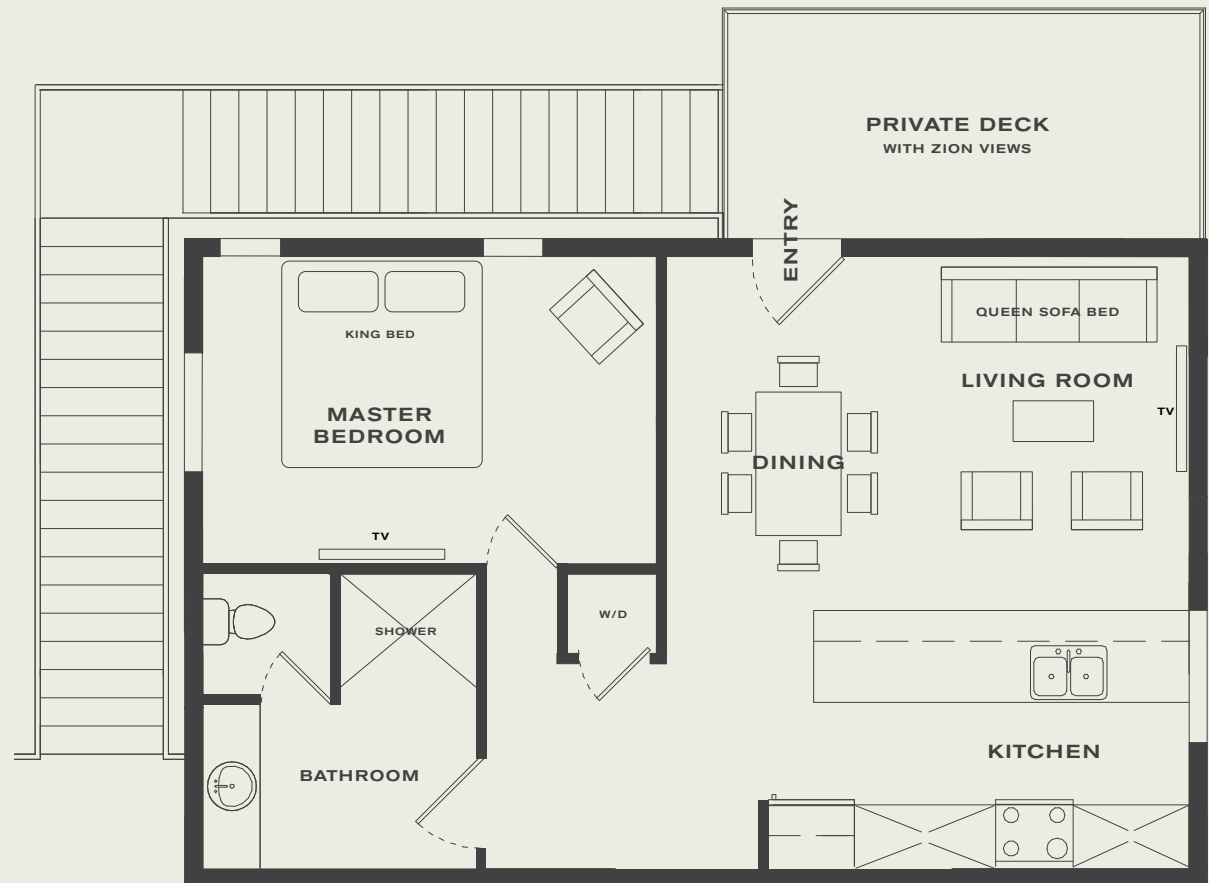 PRIVATE DECK
WITH ZION VIEWS
ENTRY
KING BED
MASTER
BEDROOM
TV
QUEEN SOFA BED
LIVING ROOM
TV
DINING
SHOWER
W/D
BATHROOM
KITCHEN